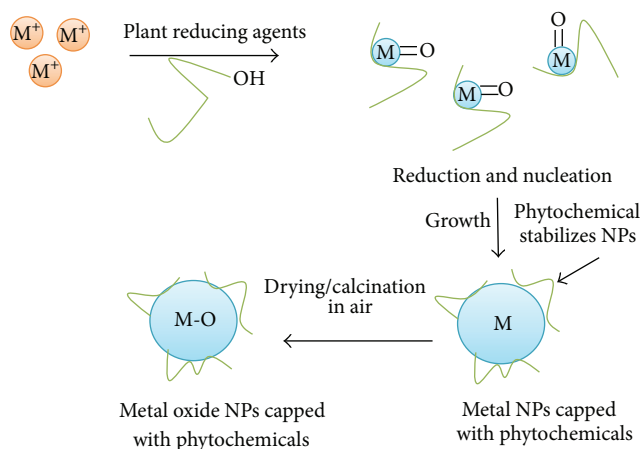 M+ M+
M+
Plant reducing agents
OH
M=O
M=O
O
M
Reduction and nucleation
Growth
Phytochemical
stabilizes NPs
Drying/calcination
in air
M-O
M
Metal oxide NPs capped
with phytochemicals
Metal NPs capped
with phytochemicals